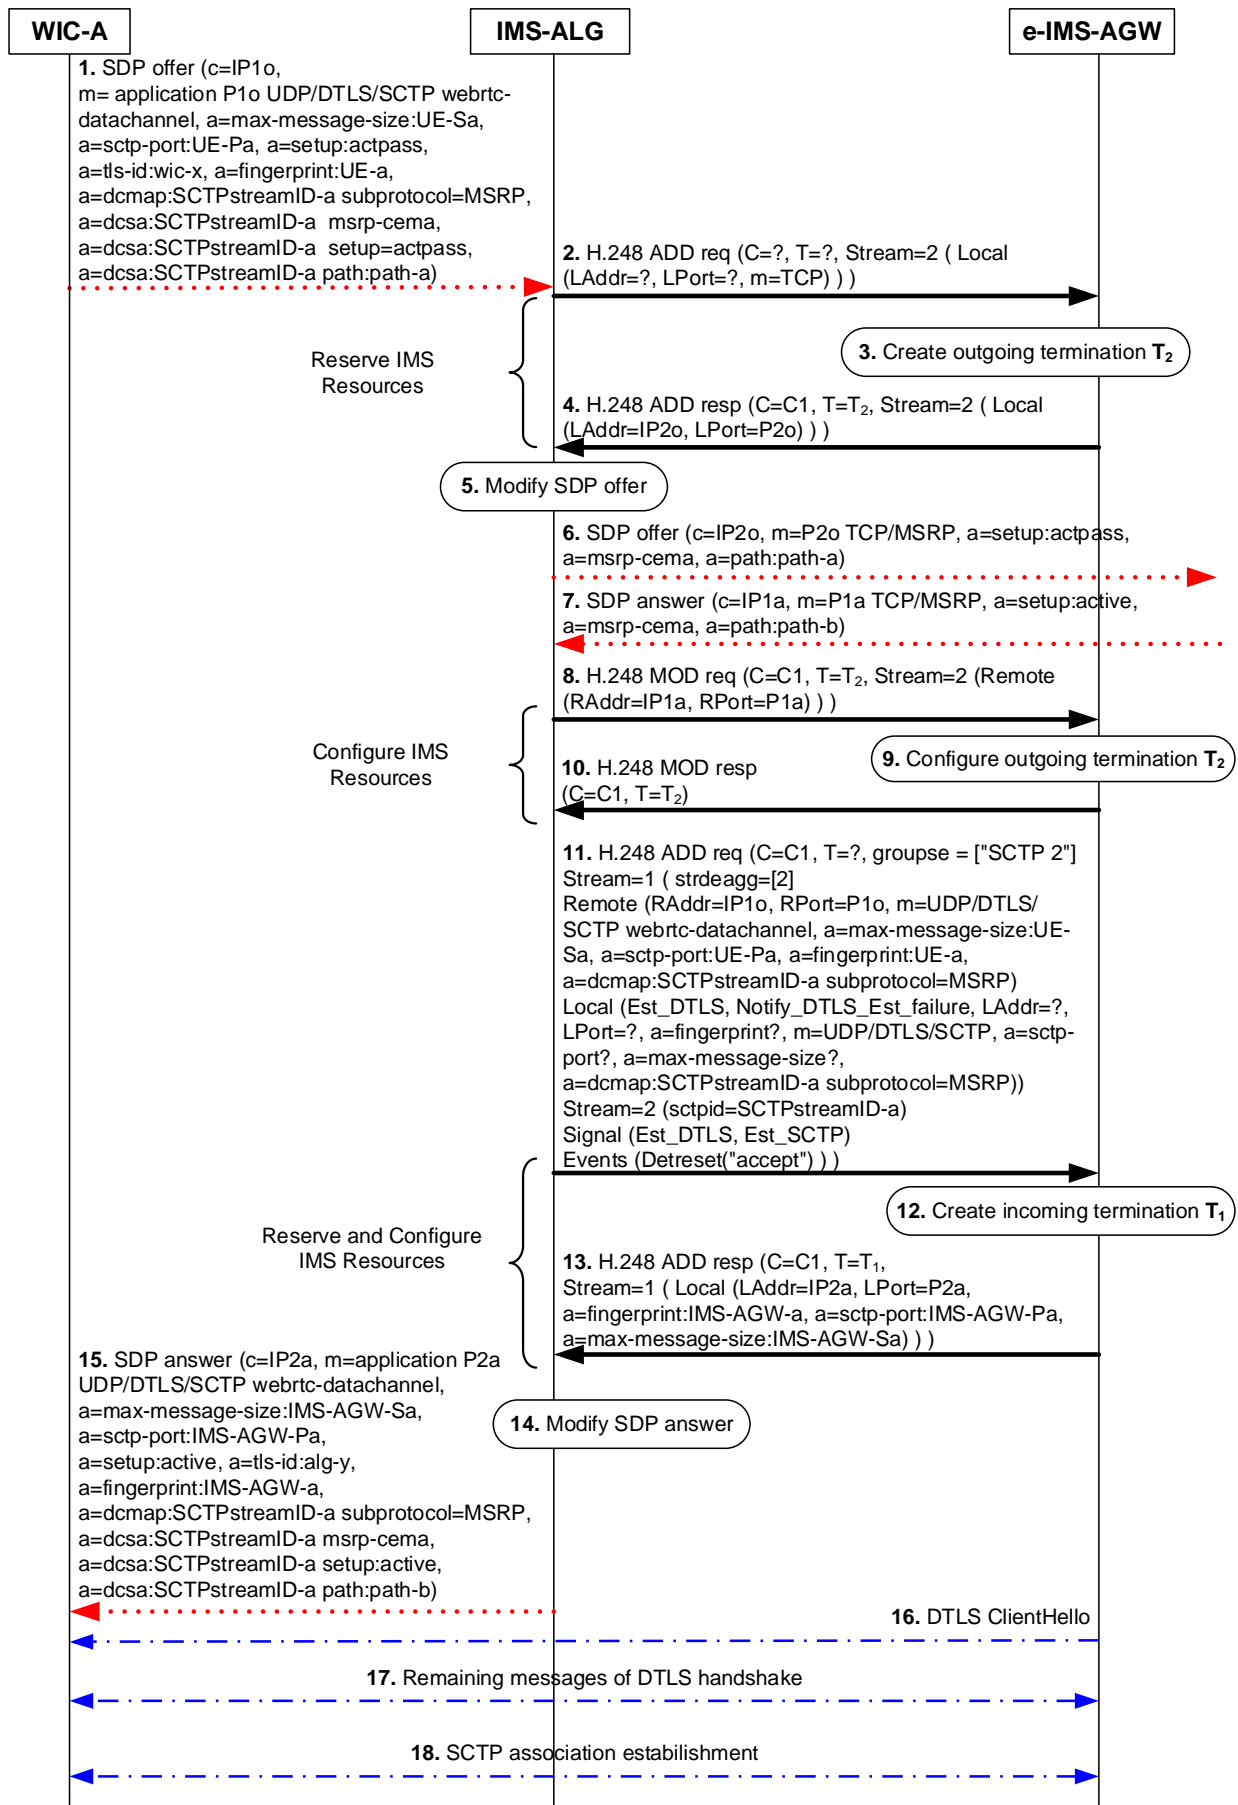 WIC-A
IMS-ALG
e-IMS-AGW
1. SDP offer (c=IP1o,
m= application P1o UDP/DTLS/SCTP webrtc-
datachannel, a=max-message-size:UE-Sa,
a=sctp-port:UE-Pa, a=setup:actpass,
a=tls-id:wic-x, a=fingerprint:UE-a,
a=dcmap:SCTPstreamID-a subprotocol=MSRP,
a=dcsa:SCTPstreamID-a  msrp-cema,
a=dcsa:SCTPstreamID-a  setup=actpass,
a=dcsa:SCTPstreamID-a path:path-a)
2. H.248 ADD req (C=?, T=?, Stream=2 ( Local
(LAddr=?, LPort=?, m=TCP) ) )
Reserve IMS
Resources
3. Create outgoing termination T2
4. H.248 ADD resp (C=C1, T=T2, Stream=2 ( Local
(LAddr=IP2o, LPort=P2o) ) )
5. Modify SDP offer
6. SDP offer (c=IP2o, m=P2o TCP/MSRP, a=setup:actpass,
a=msrp-cema, a=path:path-a)
7. SDP answer (c=IP1a, m=P1a TCP/MSRP, a=setup:active,
a=msrp-cema, a=path:path-b)
8. H.248 MOD req (C=C1, T=T2, Stream=2 (Remote
(RAddr=IP1a, RPort=P1a) ) )
Configure IMS
Resources
9. Configure outgoing termination T2
10. H.248 MOD resp
(C=C1, T=T2)
11. H.248 ADD req (C=C1, T=?, groupse = ["SCTP 2"]
Stream=1 ( strdeagg=[2]
Remote (RAddr=IP1o, RPort=P1o, m=UDP/DTLS/
SCTP webrtc-datachannel, a=max-message-size:UE-
Sa, a=sctp-port:UE-Pa, a=fingerprint:UE-a,
a=dcmap:SCTPstreamID-a subprotocol=MSRP)
Local (Est_DTLS, Notify_DTLS_Est_failure, LAddr=?,
LPort=?, a=fingerprint?, m=UDP/DTLS/SCTP, a=sctp-
port?, a=max-message-size?,
a=dcmap:SCTPstreamID-a subprotocol=MSRP))
Stream=2 (sctpid=SCTPstreamID-a)
Signal (Est_DTLS, Est_SCTP)
Events (Detreset("accept") ) )
12. Create incoming termination T1
Reserve and Configure
IMS Resources
13. H.248 ADD resp (C=C1, T=T1,
Stream=1 ( Local (LAddr=IP2a, LPort=P2a,
a=fingerprint:IMS-AGW-a, a=sctp-port:IMS-AGW-Pa,
a=max-message-size:IMS-AGW-Sa) ) )
14. Modify SDP answer
15. SDP answer (c=IP2a, m=application P2a
UDP/DTLS/SCTP webrtc-datachannel,
a=max-message-size:IMS-AGW-Sa,
a=sctp-port:IMS-AGW-Pa,
a=setup:active, a=tls-id:alg-y,
a=fingerprint:IMS-AGW-a,
a=dcmap:SCTPstreamID-a subprotocol=MSRP,
a=dcsa:SCTPstreamID-a msrp-cema,
a=dcsa:SCTPstreamID-a setup:active,
a=dcsa:SCTPstreamID-a path:path-b)
16. DTLS ClientHello
17. Remaining messages of DTLS handshake
18. SCTP association estabilishment